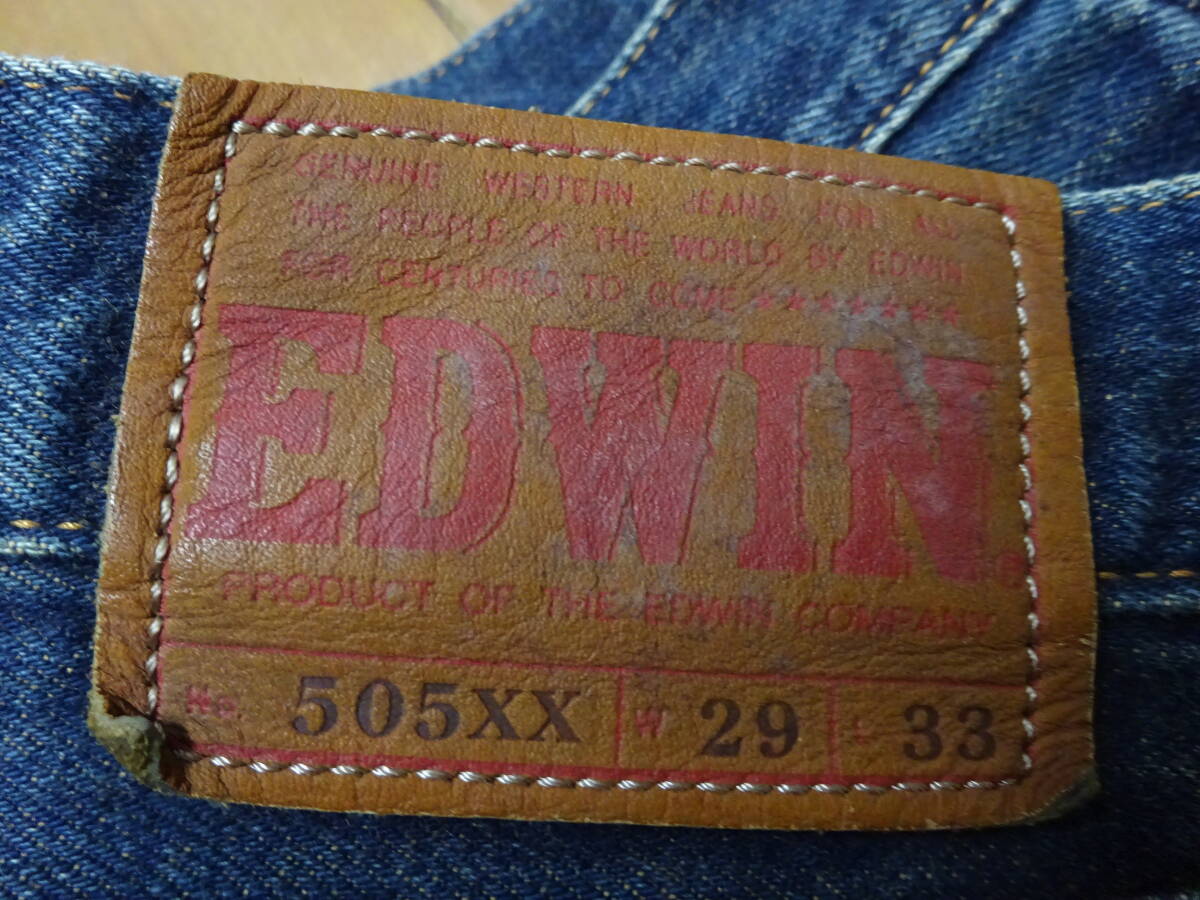 GENUINE WESTERN JEANS FOR ALL
THE PEOPLE OF THE WORLD BY EDWIN
FOR CENTURIES TO COME ★★★★★★★
EDWIN®
PRODUCT OF THE EDWIN COMPANY
No. 505XX W 29 L 33